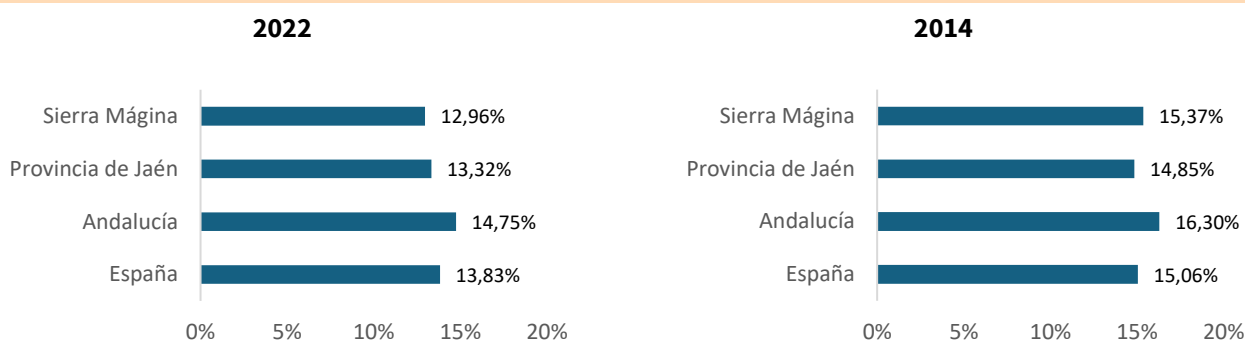 2022
Sierra Mágina 12,96%
Provincia de Jaén 13,32%
Andalucía 14,75%
España 13,83%
0% 5% 10% 15% 20%
2014
Sierra Mágina 15,37%
Provincia de Jaén 14,85%
Andalucía 16,30%
España 15,06%
0% 5% 10% 15% 20%